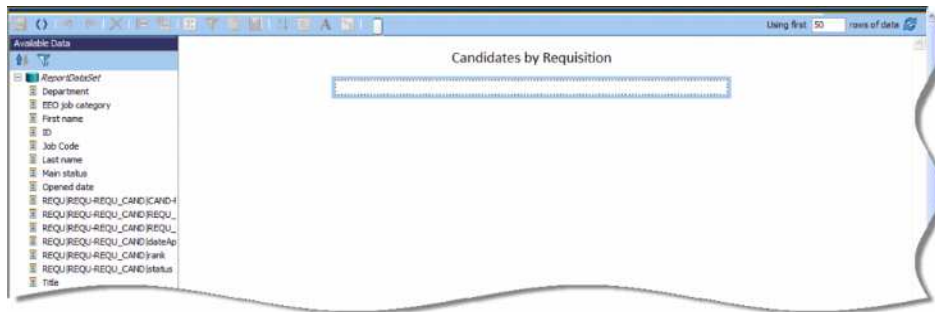 Using first 50 rows of data
Available Data
Candidates by Requisition
ReportDataSet
Department
EEO job category
First name
ID
Job Code
Last name
Main status
Opened date
REQU|REQU-REQU_CAND|CAND-
REQU|REQU-REQU_CAND|REQU_
REQU|REQU-REQU_CAND|REQU_
REQU|REQU-REQU_CAND|dateAp
REQU|REQU-REQU_CAND|rank
REQU|REQU-REQU_CAND|status
Title